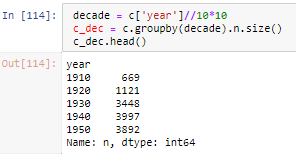 In [114]: decade = c['year']//10*10
c_dec = c.groupby(decade).n.size()
c_dec.head()
Out[114]: year
1910 669
1920 1121
1930 3448
1940 3997
1950 3892
Name: n, dtype: int64